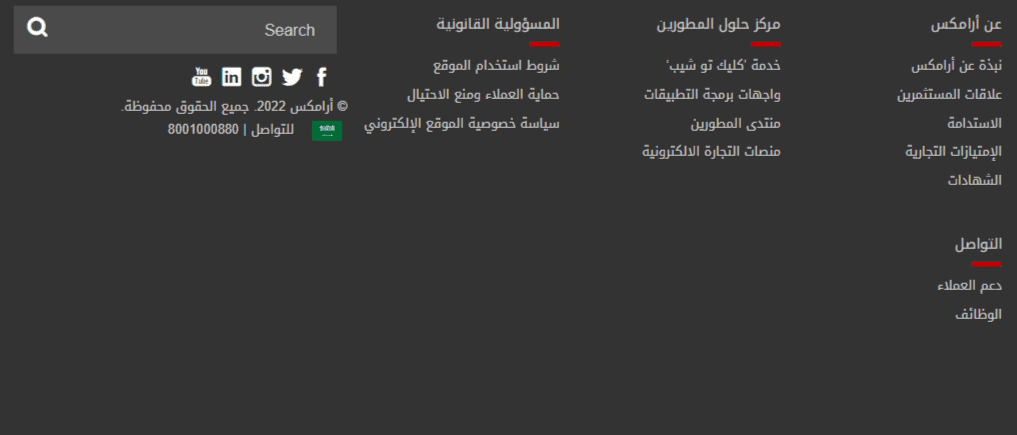 عن أرامكس
نبذة عن أرامكس
علاقات المستثمرين
الاستدامة
الإمتيازات التجارية
الشهادات
التواصل
دعم العملاء
الوظائف
مركز حلول المطورين
خدمة 'كليك تو شيب'
واجهات برمجة التطبيقات
منتدى المطورين
منصات التجارة الالكترونية
المسؤولية القانونية
شروط استخدام الموقع
حماية العملاء ومنع الاحتيال
سياسة خصوصية الموقع الإلكتروني
Search
You Tube in f
© أرامكس 2022. جميع الحقوق محفوظة.
للتواصل | 8001000880